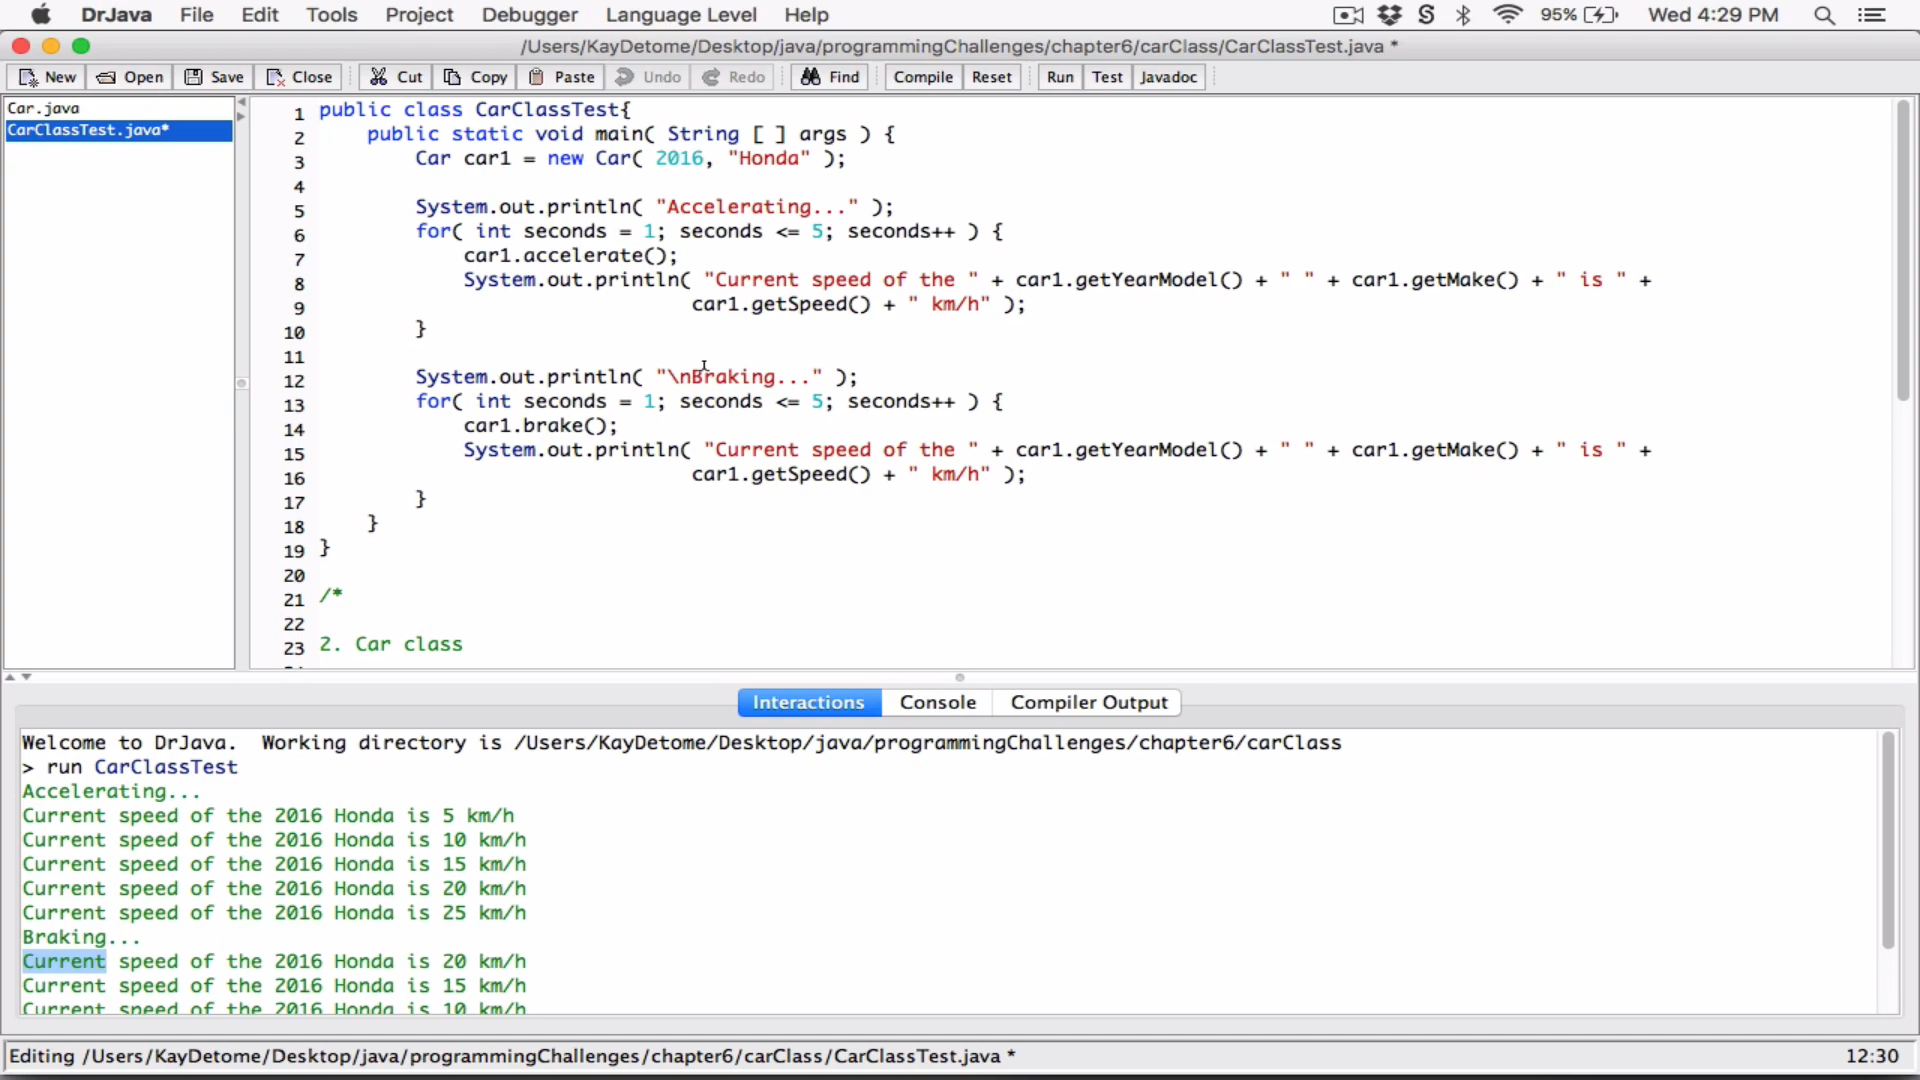 DrJava File Edit Tools Project Debugger Language Level Help 95% Wed 4:29 PM
/Users/KayDetome/Desktop/java/programmingChallenges/chapter6/carClass/CarClassTest.java *
New Open Save Close Cut Copy Paste Undo Redo Find Compile Reset Run Test Javadoc
Car.java
CarClassTest.java*
1 public class CarClassTest{
2 public static void main( String [ ] args ) {
3 Car car1 = new Car( 2016, "Honda" );
4
5 System.out.println( "Accelerating..." );
6 for( int seconds = 1; seconds <= 5; seconds++ ) {
7 car1.accelerate();
8 System.out.println( "Current speed of the " + car1.getYearModel() + " " + car1.getMake() + " is " +
9 car1.getSpeed() + " km/h" );
10 }
11
12 System.out.println( "\nBraking..." );
13 for( int seconds = 1; seconds <= 5; seconds++ ) {
14 car1.brake();
15 System.out.println( "Current speed of the " + car1.getYearModel() + " " + car1.getMake() + " is " +
16 car1.getSpeed() + " km/h" );
17 }
18 }
19 }
20
21 /*
22
23 2. Car class
Interactions Console Compiler Output
Welcome to DrJava. Working directory is /Users/KayDetome/Desktop/java/programmingChallenges/chapter6/carClass
> run CarClassTest
Accelerating...
Current speed of the 2016 Honda is 5 km/h
Current speed of the 2016 Honda is 10 km/h
Current speed of the 2016 Honda is 15 km/h
Current speed of the 2016 Honda is 20 km/h
Current speed of the 2016 Honda is 25 km/h
Braking...
Current speed of the 2016 Honda is 20 km/h
Current speed of the 2016 Honda is 15 km/h
Current speed of the 2016 Honda is 10 km/h
Editing /Users/KayDetome/Desktop/java/programmingChallenges/chapter6/carClass/CarClassTest.java * 12:30